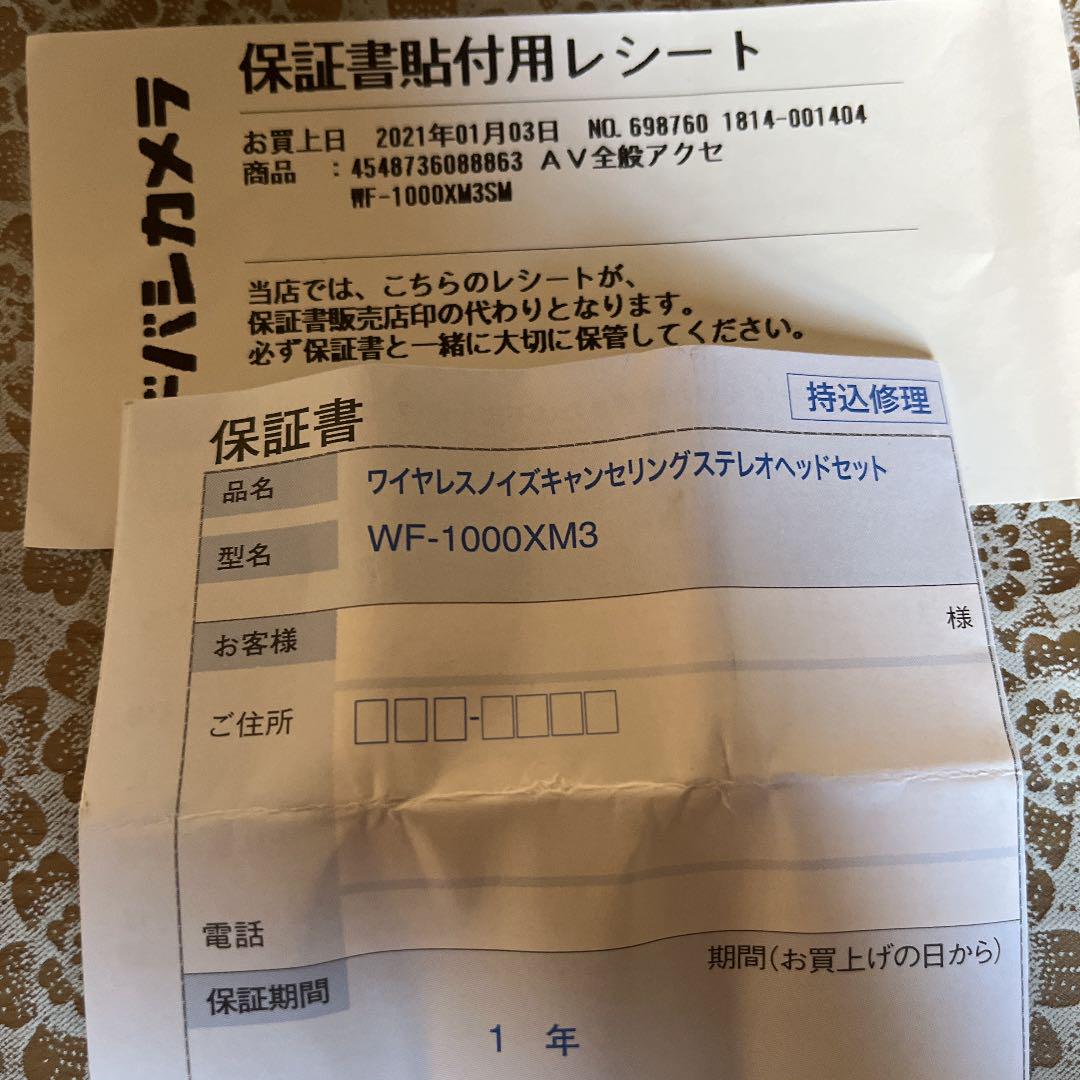 保証書貼付用レシート
お買上日 2021年01月03日 NO.698760 1814-001404
商品 :4548736088863 AV全般アクセ
WF-1000XM3SM
当店では、こちらのレシートが、
保証書販売店印の代わりとなります。
必ず保証書と一緒に大切に保管してください。
ドバシカメラ
保証書
持込修理
品名 ワイヤレスノイズキャンセリングステレオヘッドセット
型名 WF-1000XM3
お客様 様
ご住所 □□□-□□□□
電話
保証期間 期間(お買上げの日から)
1 年